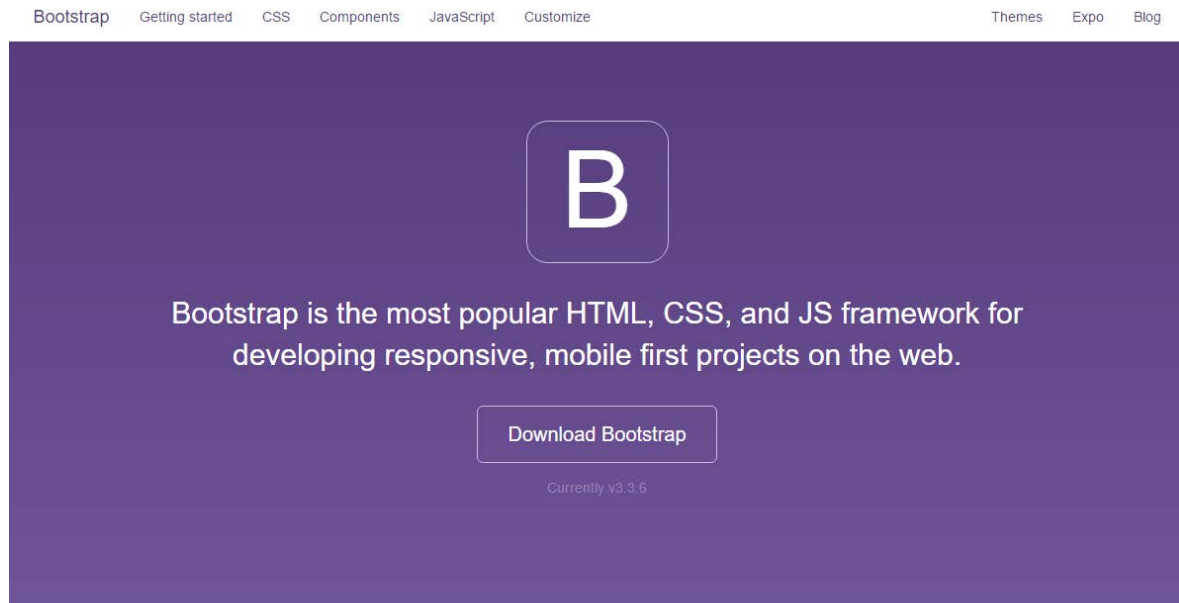 Bootstrap Getting started CSS Components JavaScript Customize Themes Expo Blog
B
Bootstrap is the most popular HTML, CSS, and JS framework for
developing responsive, mobile first projects on the web.
Download Bootstrap
Currently v3.3.6